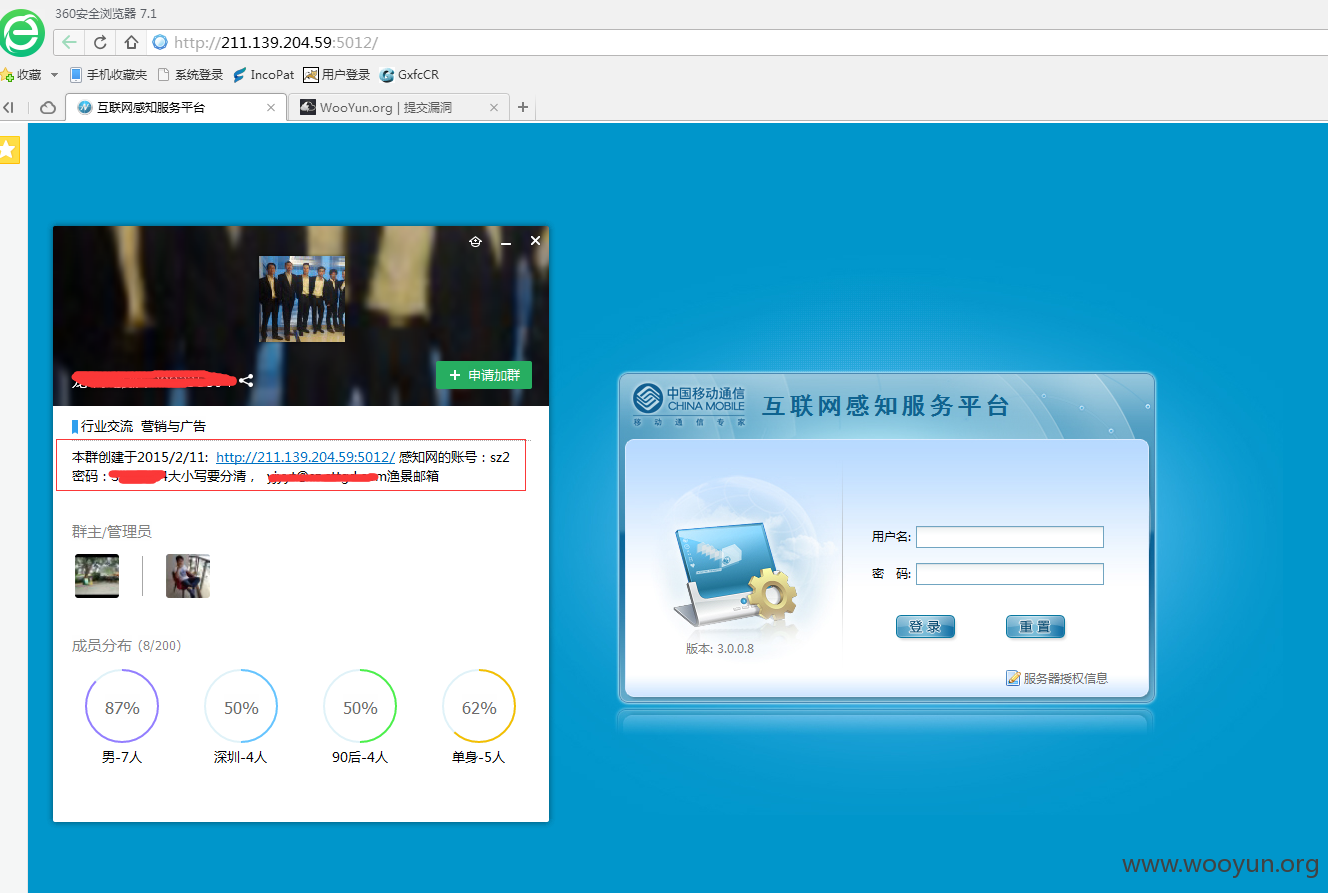 360安全浏览器 7.1
http://211.139.204.59:5012/
收藏 手机收藏夹 系统登录 IncoPat 用户登录 GxfcCR
互联网感知服务平台 WooYun.org | 提交漏洞
申请加群
行业交流 营销与广告
本群创建于2015/2/11: http://211.139.204.59:5012/ 感知网的账号：sz2
密码： 4大小写要分清， m渔景邮箱
群主/管理员
成员分布 (8/200)
87% 50% 50% 62%
男-7人 深圳-4人 90后-4人 单身-5人
中国移动通信
CHINA MOBILE
移动通信专家
互联网感知服务平台
用户名:
密 码:
登录 重置
版本: 3.0.0.8
服务器授权信息
www.wooyun.org